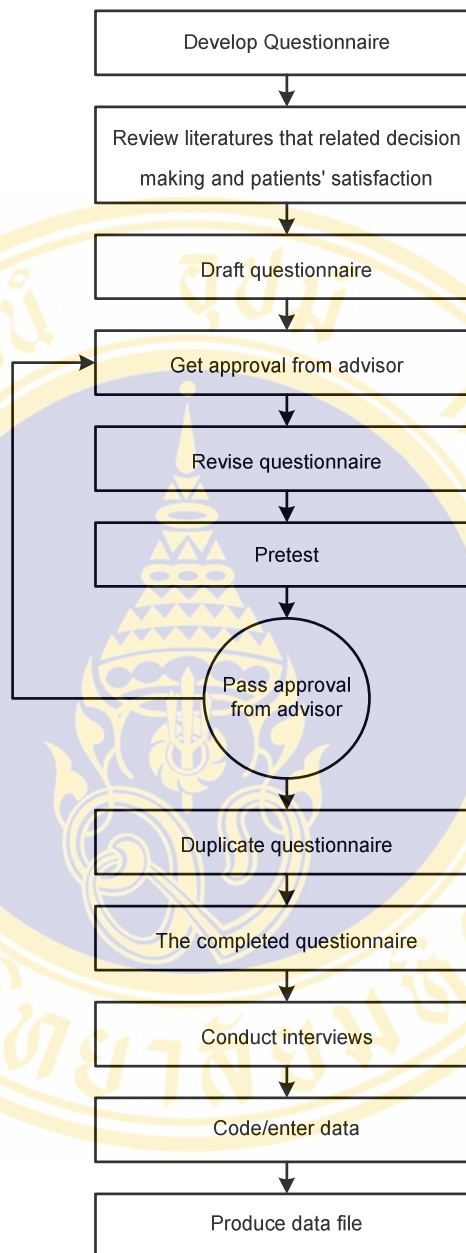 Develop Questionnaire
Review literatures that related decision
making and patients' satisfaction
Draft questionnaire
Get approval from advisor
Revise questionnaire
Pretest
Pass approval
from advisor
Duplicate questionnaire
The completed questionnaire
Conduct interviews
Code/enter data
Produce data file